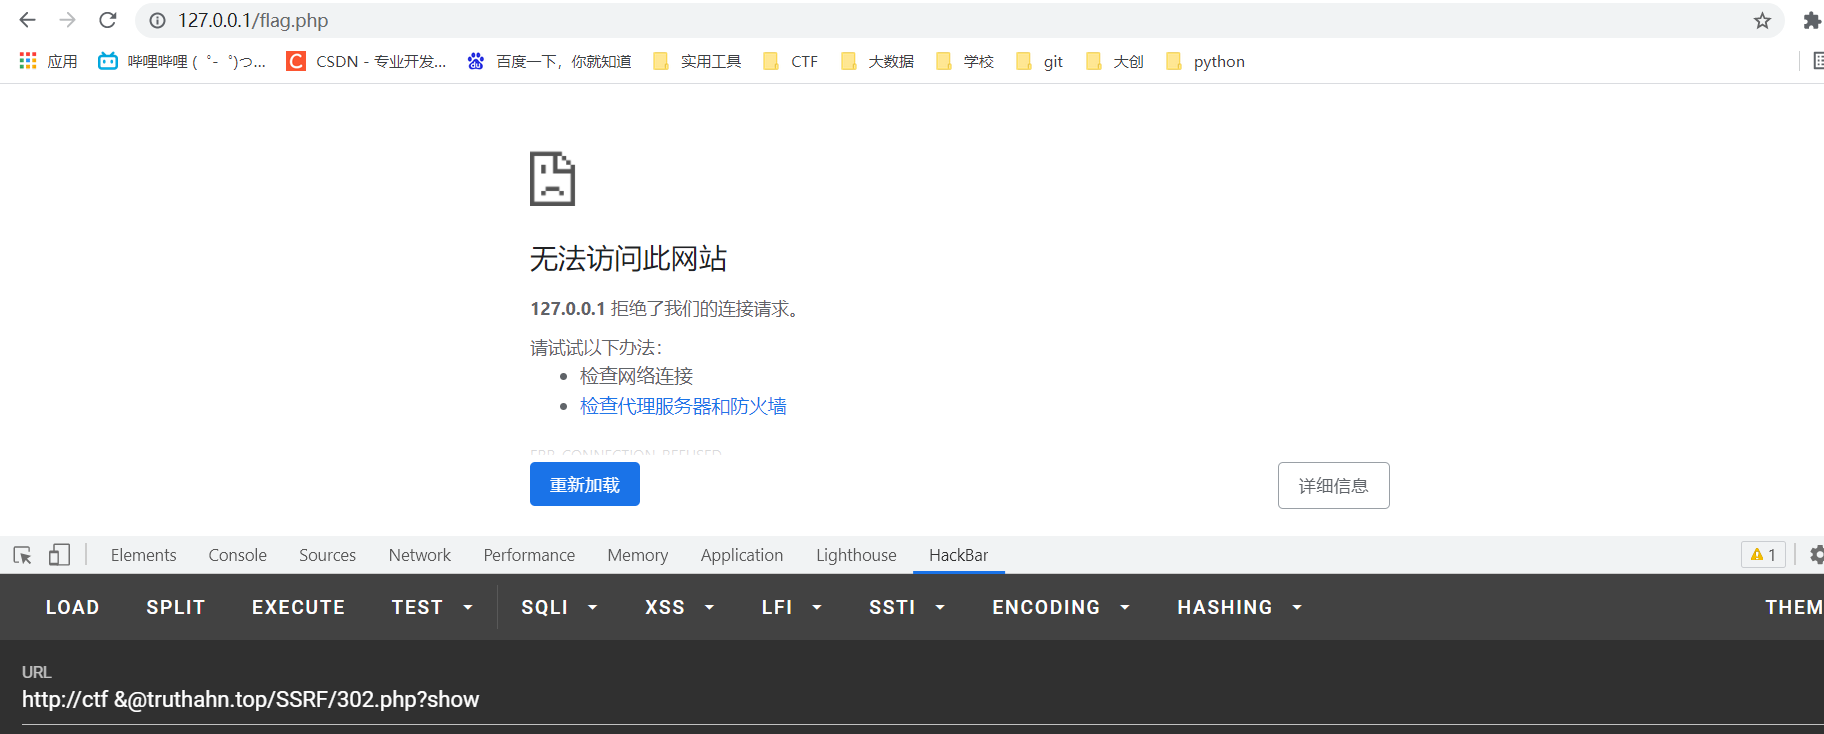 127.0.0.1/flag.php
应用 哔哩哔哩 ( ゜- ゜)つ... CSDN - 专业开发... 百度一下，你就知道 实用工具 CTF 大数据 学校 git 大创 python
无法访问此网站
127.0.0.1 拒绝了我们的连接请求。
请试试以下办法：
检查网络连接
检查代理服务器和防火墙
ERR_CONNECTION_REFUSED
重新加载 详细信息
Elements Console Sources Network Performance Memory Application Lighthouse HackBar 1
LOAD SPLIT EXECUTE TEST SQLI XSS LFI SSTI ENCODING HASHING THEM
URL
http://ctf &@truthahn.top/SSRF/302.php?show